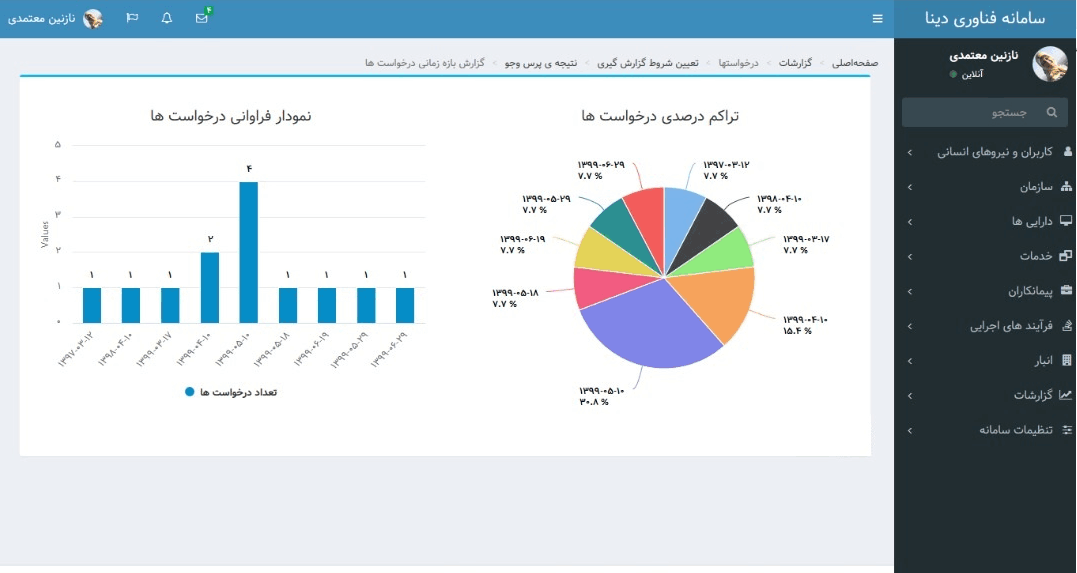 سامانه فناوری دینا
نازنین معتمدی
۴
نازنین معتمدی
آنلاین
جستجو
کاربران و نیروهای انسانی
سازمان
دارایی ها
خدمات
پیمانکاران
فرآیند های اجرایی
انبار
گزارشات
تنظیمات سامانه
صفحه‌اصلی > گزارشات > درخواستها > تعیین شروط گزارش گیری > نتیجه ی پرس وجو > گزارش بازه زمانی درخواست ها
تراکم درصدی درخواست ها
۱۳۹۷-۰۳-۱۲
۷.۷ %
۱۳۹۸-۰۴-۱۰
۷.۷ %
۱۳۹۹-۰۳-۱۷
۷.۷ %
۱۳۹۹-۰۴-۱۰
۱۵.۴ %
۱۳۹۹-۰۵-۱۰
۳۰.۸ %
۱۳۹۹-۰۵-۱۸
۷.۷ %
۱۳۹۹-۰۶-۱۹
۷.۷ %
۱۳۹۹-۰۵-۲۹
۷.۷ %
۱۳۹۹-۰۶-۲۹
۷.۷ %
نمودار فراوانی درخواست ها
Values
۵
۴
۳
۲
۱
۰
۱
۱
۱
۲
۴
۱
۱
۱
۱
۱۳۹۷-۰۳-۱۲
۱۳۹۸-۰۴-۱۰
۱۳۹۹-۰۳-۱۷
۱۳۹۹-۰۴-۱۰
۱۳۹۹-۰۵-۱۰
۱۳۹۹-۰۵-۱۸
۱۳۹۹-۰۶-۱۹
۱۳۹۹-۰۵-۲۹
۱۳۹۹-۰۶-۲۹
تعداد درخواست ها